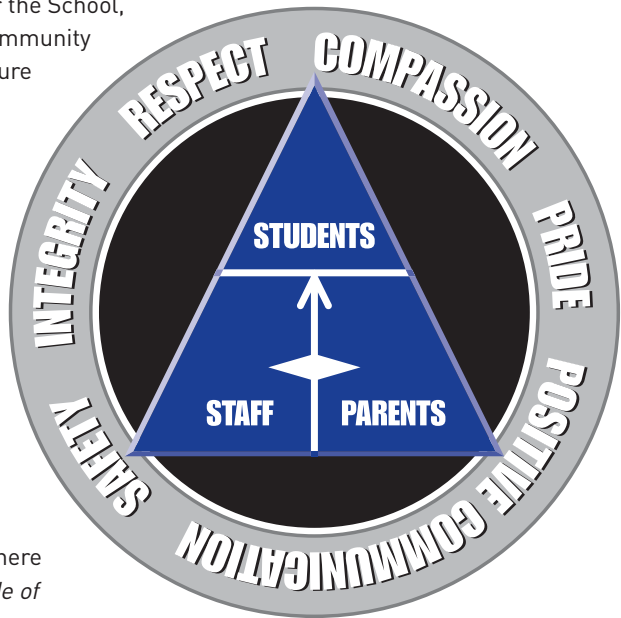 r the School,
mmunity
ure
RESPECT
COMPASSION
PRIDE
POSITIVE COMMUNICATION
SAFETY
INTEGRITY
STUDENTS
STAFF
PARENTS
here
le of